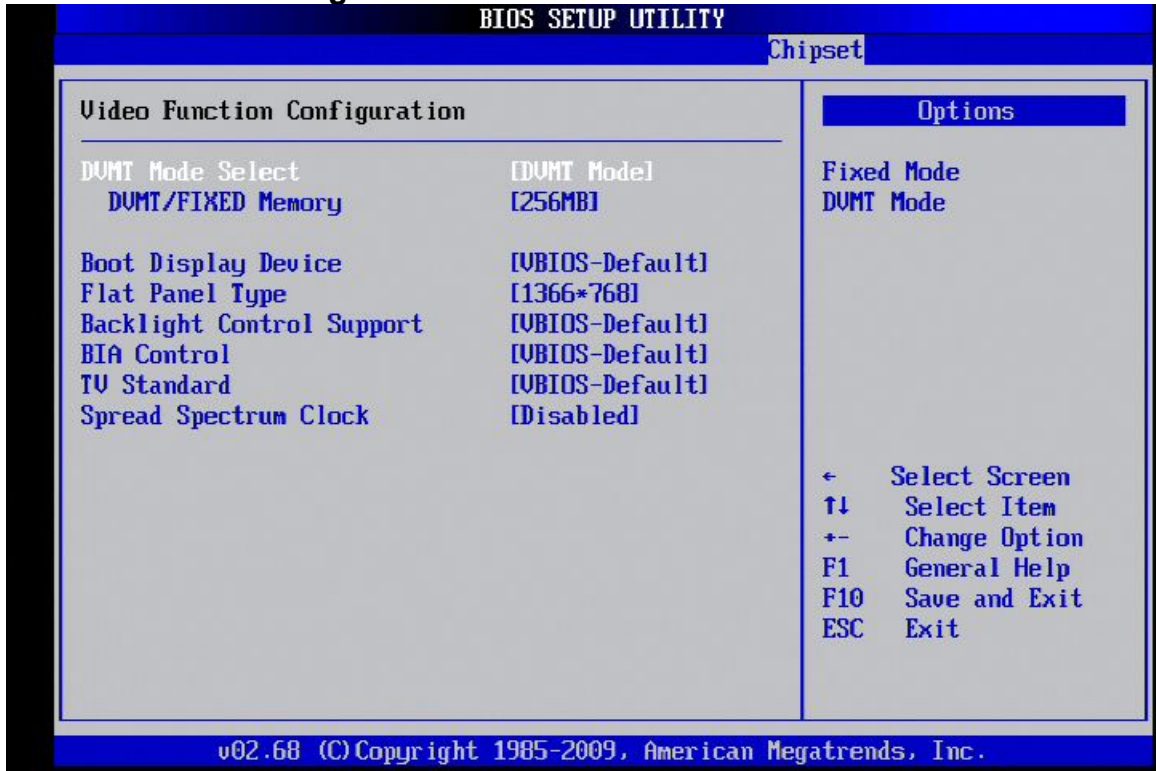 BIOS SETUP UTILITY
Chipset
Video Function Configuration
DVMT Mode Select [DVMT Mode]
DVMT/FIXED Memory [256MB]
Boot Display Device [VBIOS-Default]
Flat Panel Type [1366*768]
Backlight Control Support [VBIOS-Default]
BIA Control [VBIOS-Default]
TV Standard [VBIOS-Default]
Spread Spectrum Clock [Disabled]
Options
Fixed Mode
DVMT Mode
← Select Screen
↑↓ Select Item
+- Change Option
F1 General Help
F10 Save and Exit
ESC Exit
v02.68 (C)Copyright 1985-2009, American Megatrends, Inc.